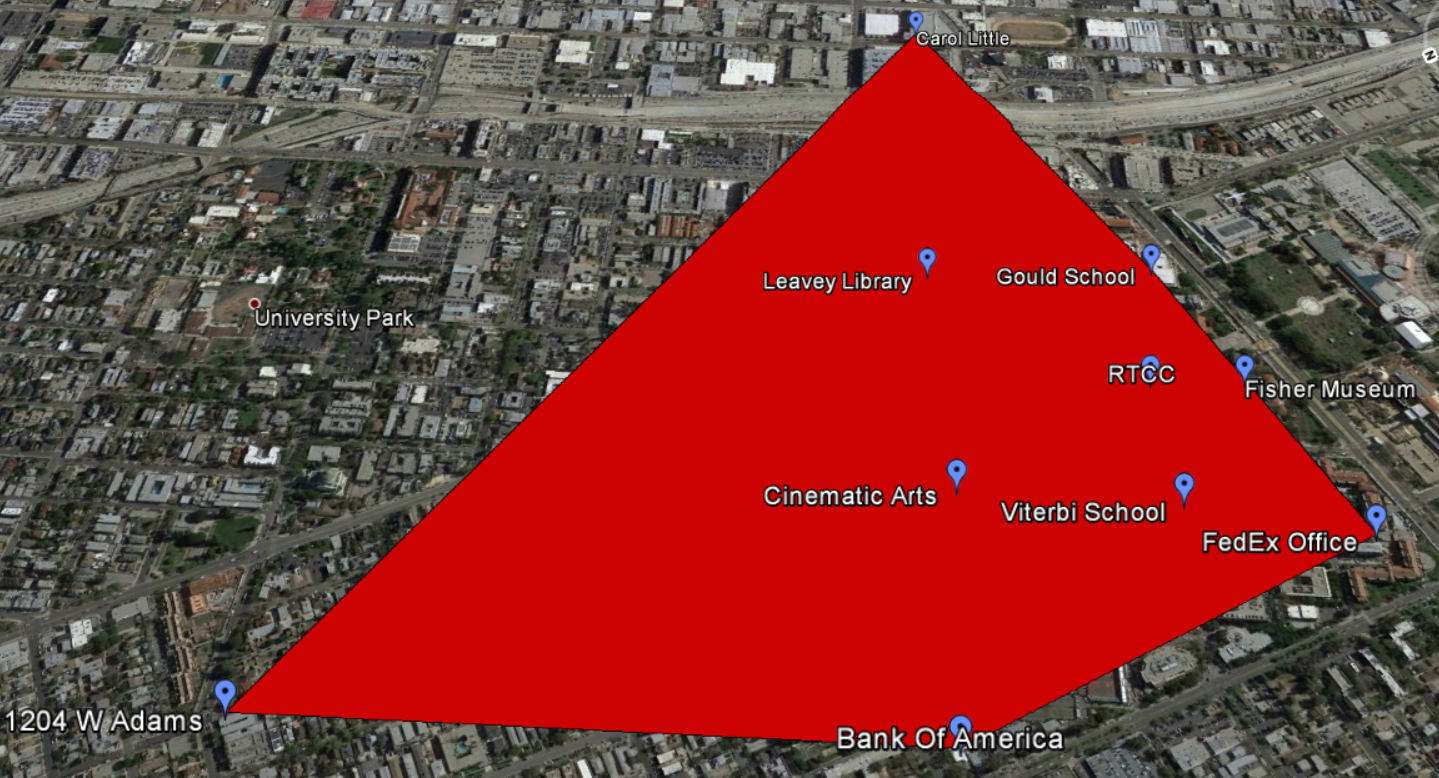 Carol Little
N
Leavey Library
Gould School
University Park
RTCC
Fisher Museum
Cinematic Arts
Viterbi School
FedEx Office
1204 W Adams
Bank Of America